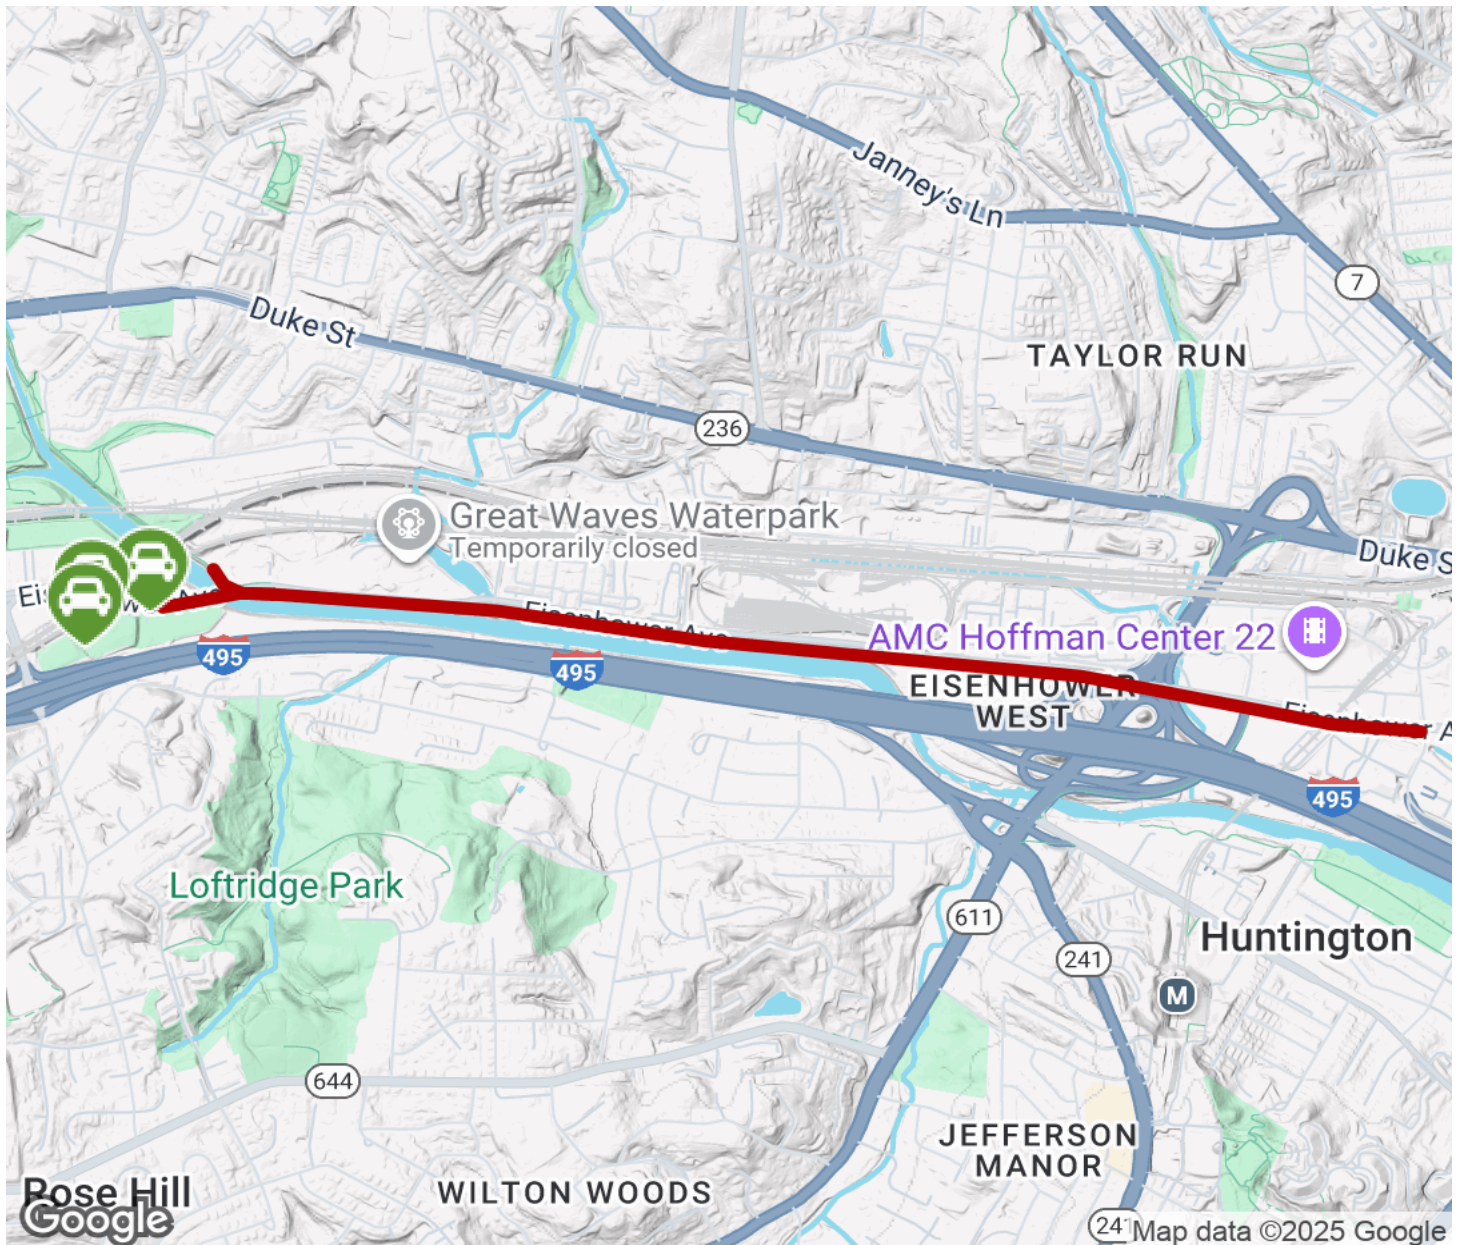 Janney's Ln
7
Duke St
TAYLOR RUN
236
Great Waves Waterpark
Temporarily closed
Duke S
Eisenhower Ave
AMC Hoffman Center 22
495
495
EISENHOWER
WEST
495
Loftridge Park
611
Huntington
241
M
644
JEFFERSON
MANOR
Rose Hill
WILTON WOODS
Google
Map data ©2025 Google